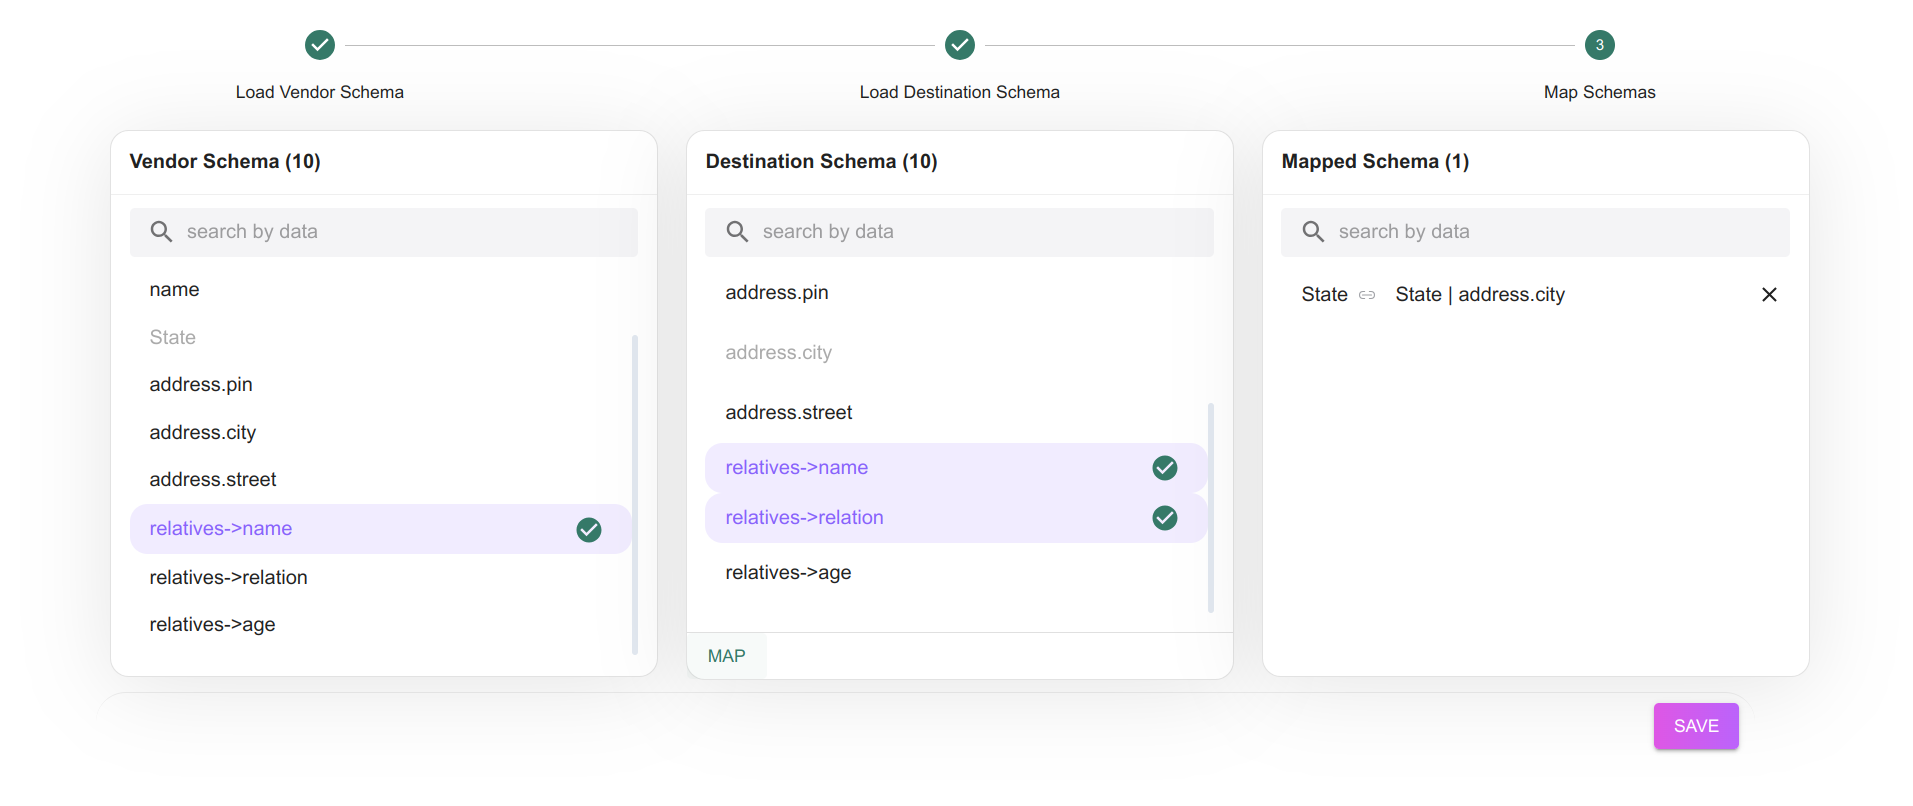 3
Load Vendor Schema
Load Destination Schema
Map Schemas
Vendor Schema (10)
search by data
name
State
address.pin
address.city
address.street
relatives->name
relatives->relation
relatives->age
Destination Schema (10)
search by data
address.pin
address.city
address.street
relatives->name
relatives->relation
relatives->age
MAP
Mapped Schema (1)
search by data
State State | address.city
SAVE